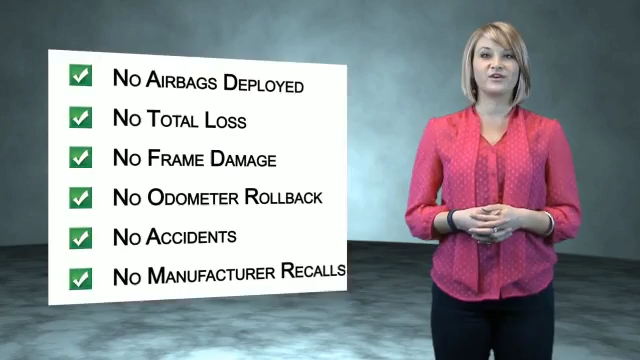 No Airbags Deployed
No Total Loss
No Frame Damage
No Odometer Rollback
No Accidents
No Manufacturer Recalls